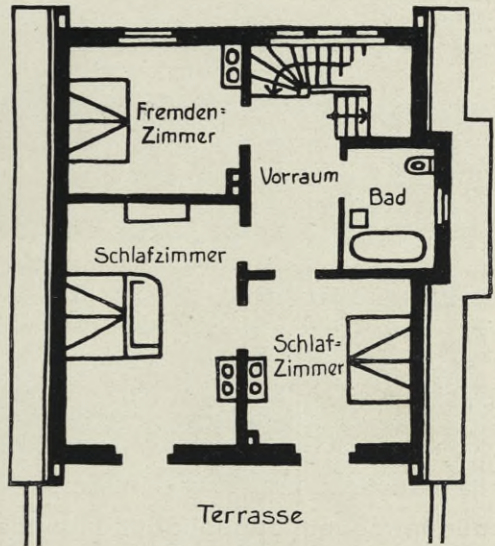 Fremden=
Zimmer
Vorraum
Bad
Schlafzimmer
Schlaf=
Zimmer
Terrasse